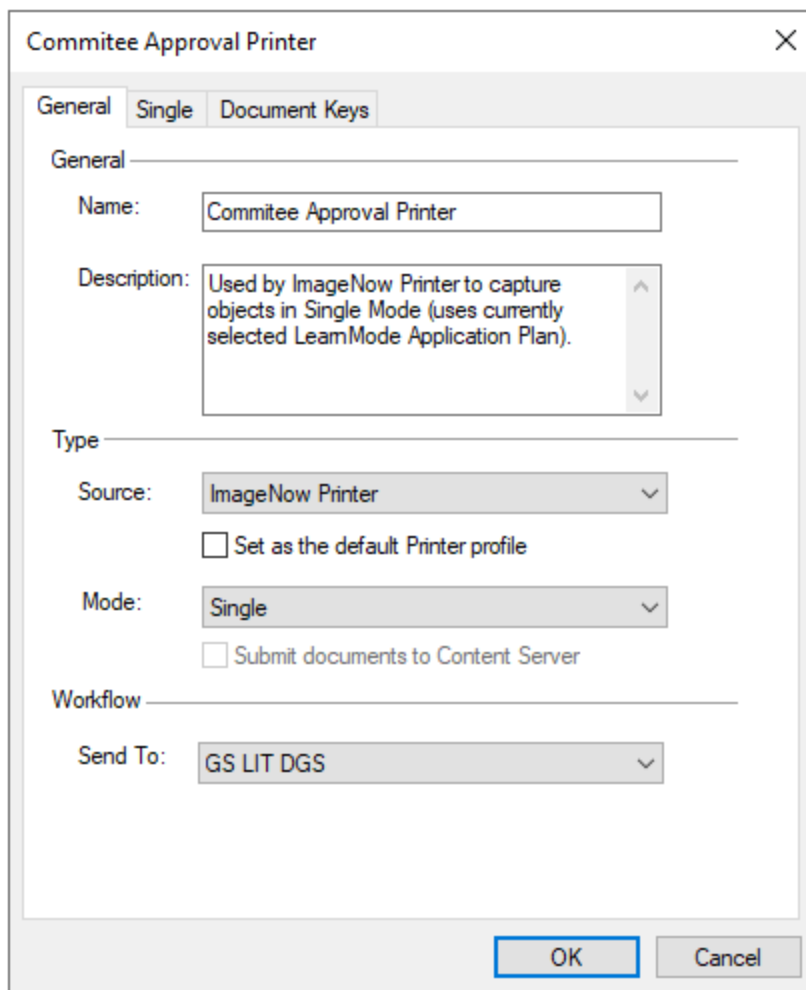 Commitee Approval Printer
General Single Document Keys
General
Name: Commitee Approval Printer
Description: Used by ImageNow Printer to capture
objects in Single Mode (uses currently
selected LearnMode Application Plan).
Type
Source: ImageNow Printer
Set as the default Printer profile
Mode: Single
Submit documents to Content Server
Workflow
Send To: GS LIT DGS
OK Cancel